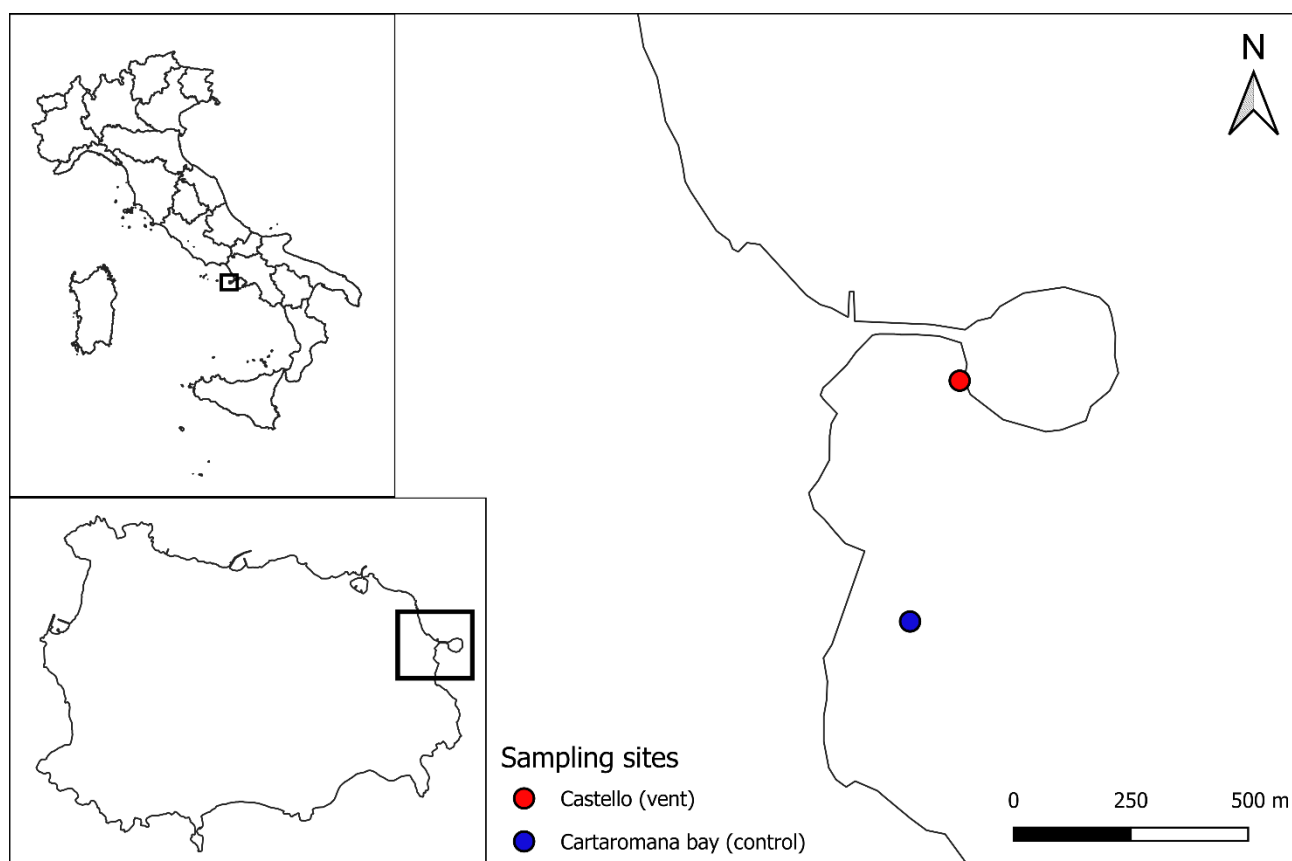 N
Sampling sites
Castello (vent)
Cartaromana bay (control)
0 250 500 m